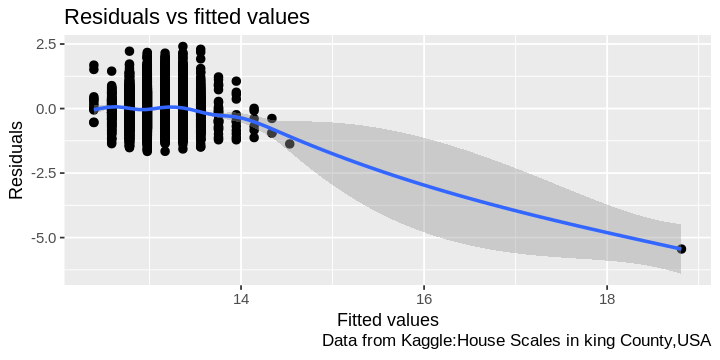 Residuals vs fitted values
2.5
0.0
-2.5
-5.0
Residuals
14 16 18
Fitted values
Data from Kaggle:House Scales in king County,USA